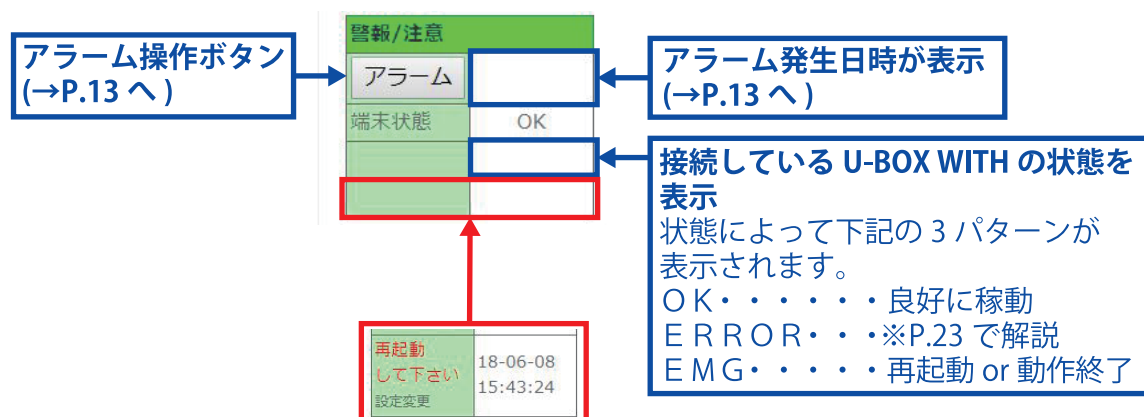 警報/注意
アラーム操作ボタン
(→P.13 へ )
アラーム
アラーム発生日時が表示
(→P.13 へ )
端末状態 OK
接続している U-BOX WITH の状態を
表示
状態によって下記の 3 パターンが
表示されます。
ＯＫ・・・・・・良好に稼動
ＥＲＲＯＲ・・・※P.23 で解説
ＥＭＧ・・・・・再起動 or 動作終了
再起動
して下さい
設定変更
18-06-08
15:43:24